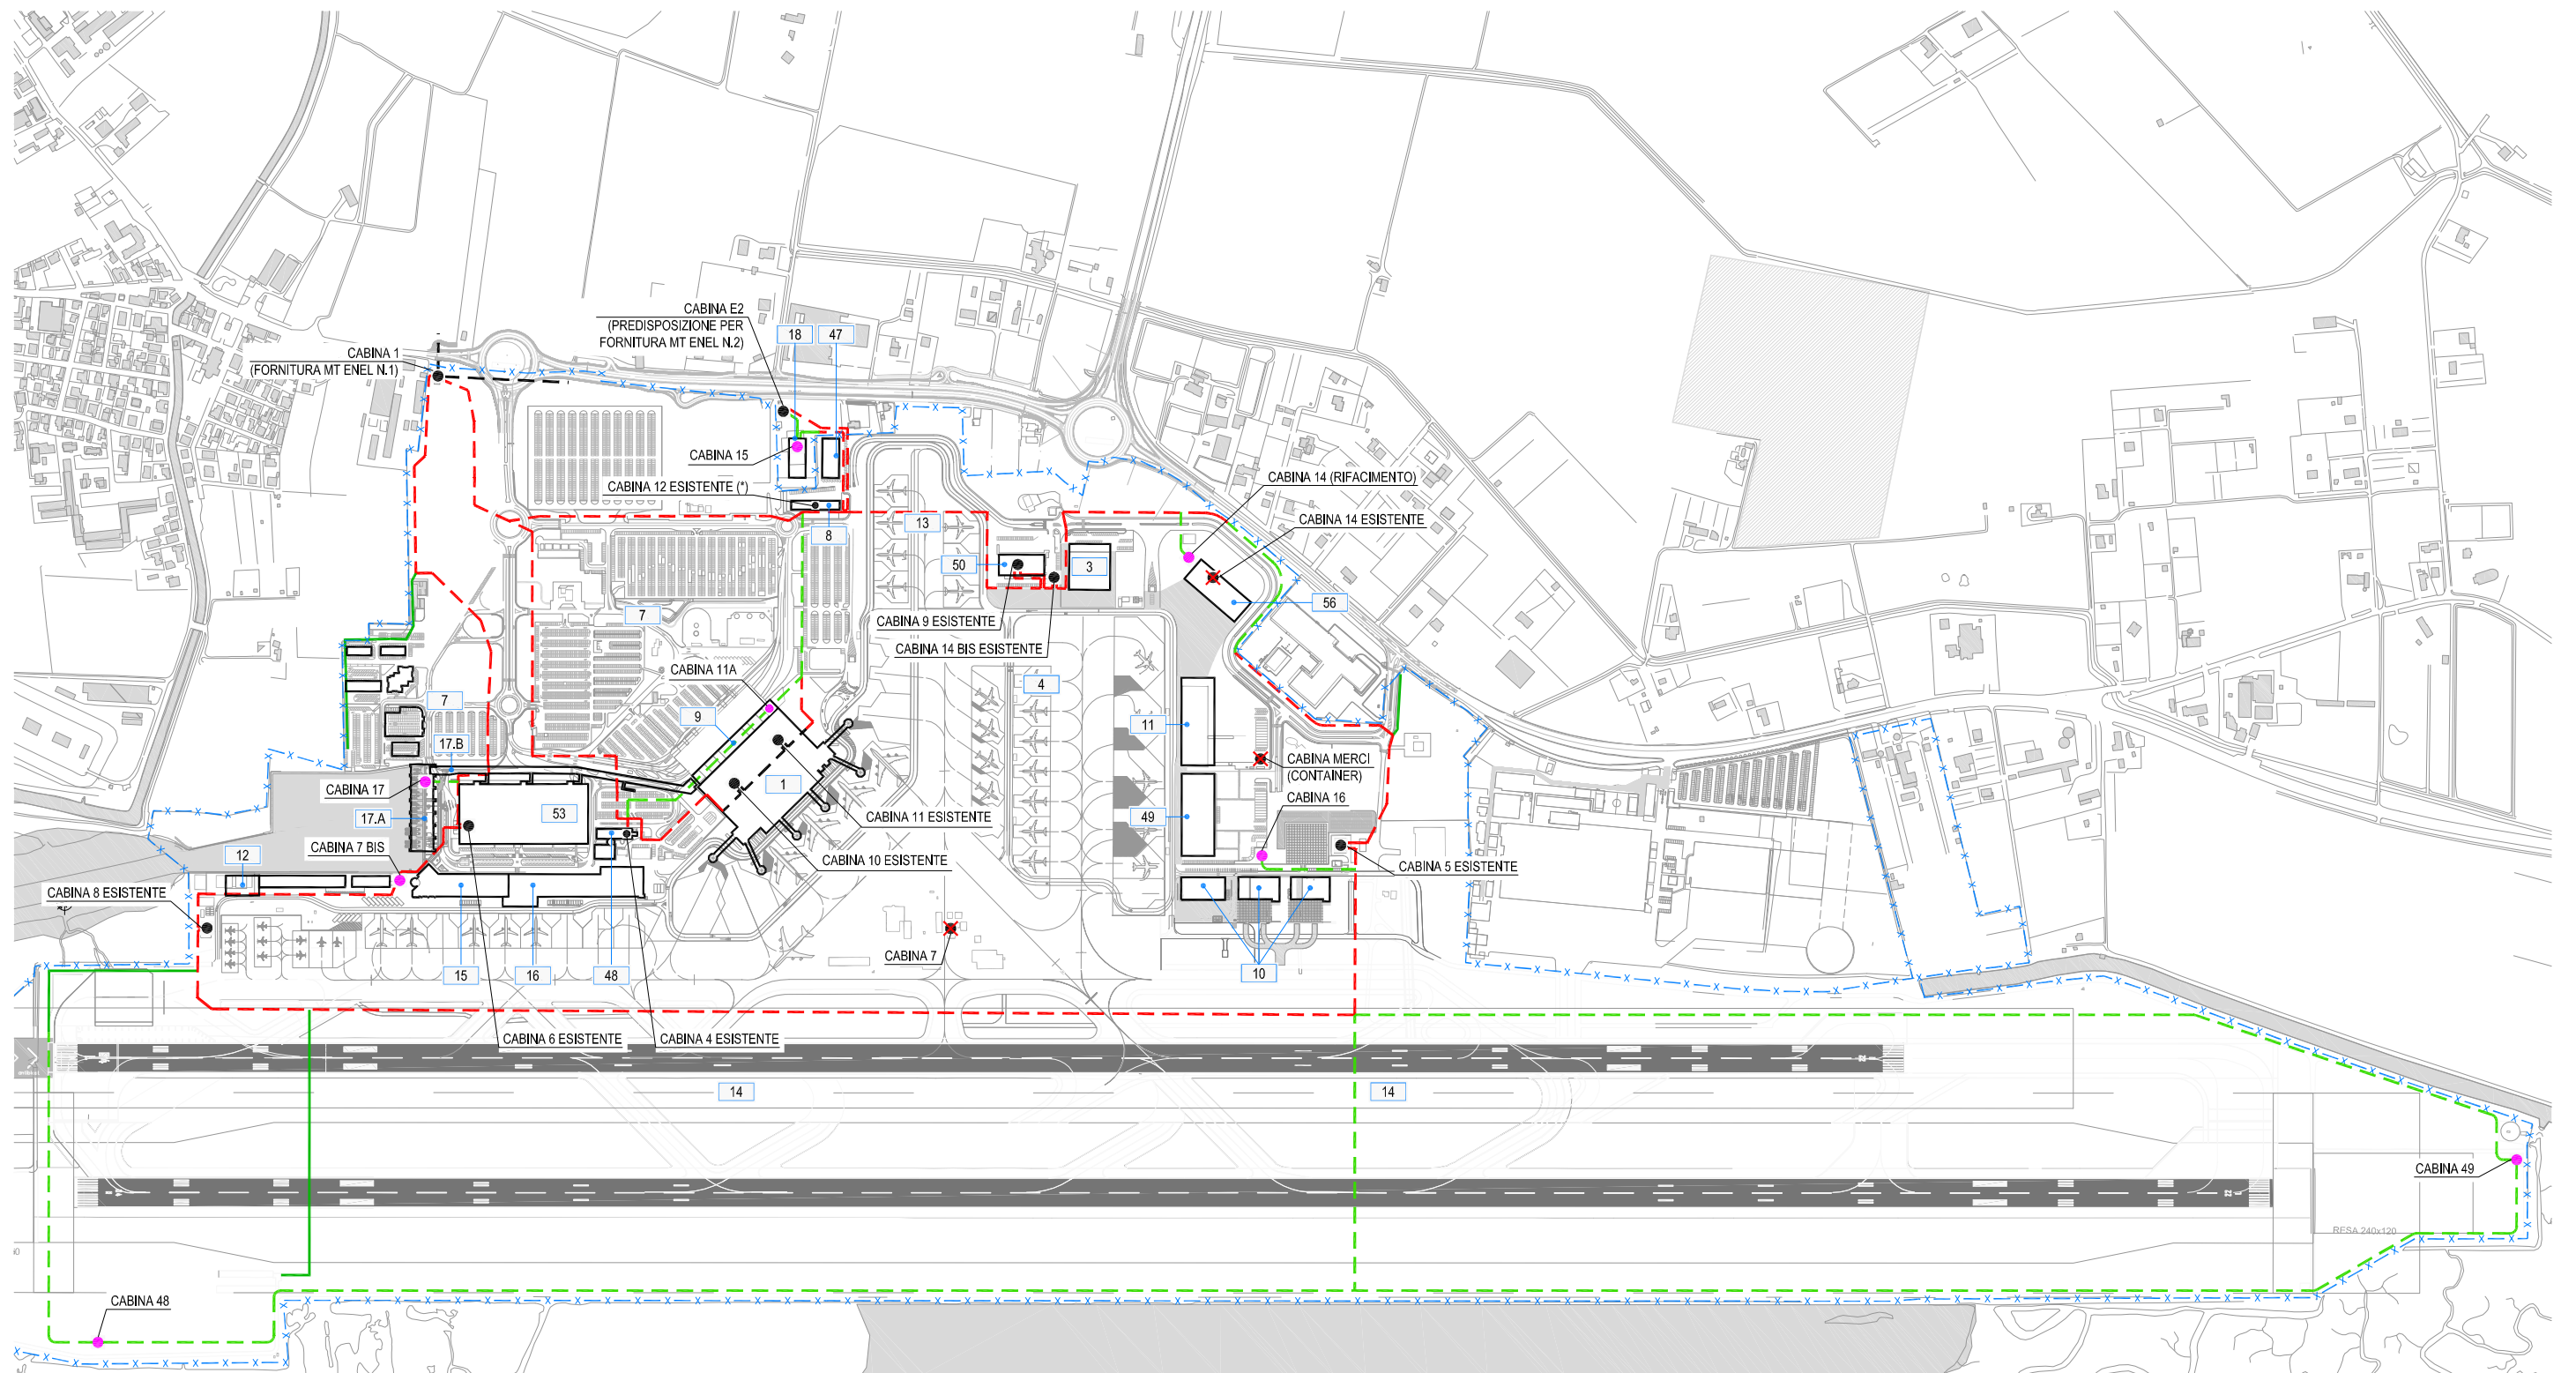 CABINA E2
(PREDISPOSIZIONE PER
FORNITURA MT ENEL N.2)
18
47
CABINA 1
(FORNITURA MT ENEL N.1)
CABINA 15
CABINA 12 ESISTENTE (*)
8
13
CABINA 14 (RIFACIMENTO)
CABINA 14 ESISTENTE
50
3
56
7
CABINA 9 ESISTENTE
CABINA 14 BIS ESISTENTE
CABINA 11A
4
7
9
11
17.B
CABINA MERCI
(CONTAINER)
CABINA 17
1
CABINA 16
17.A
53
49
CABINA 11 ESISTENTE
CABINA 7 BIS
12
CABINA 10 ESISTENTE
CABINA 5 ESISTENTE
CABINA 8 ESISTENTE
CABINA 7
15
16
48
10
CABINA 6 ESISTENTE
CABINA 4 ESISTENTE
14
14
CABINA 49
RESA 240x120
CABINA 48